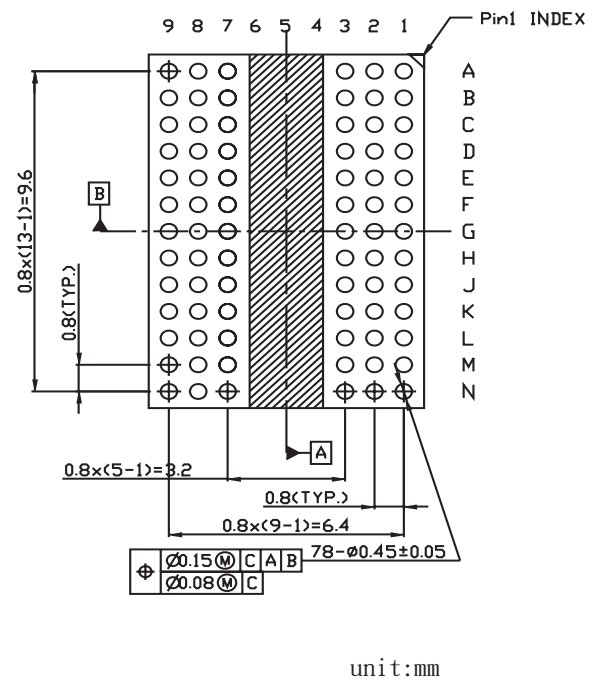 9 8 7 6 5 4 3 2 1
Pin1 INDEX
A
B
C
D
E
F
G
H
J
K
L
M
N
B
0.8x(13-1)=9.6
0.8(TYP.)
A
0.8x(5-1)=3.2
0.8(TYP.)
0.8x(9-1)=6.4
78-ø0.45±0.05
⌖ Ø0.15 Ⓜ C A B
Ø0.08 Ⓜ C
unit:mm